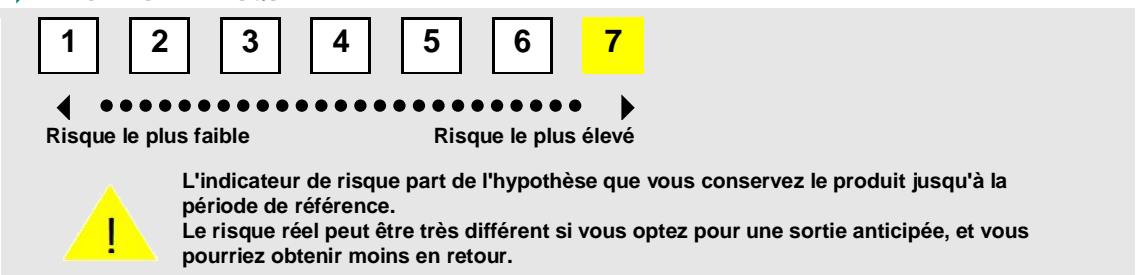 1 2 3 4 5 6 7
Risque le plus faible Risque le plus élevé
L'indicateur de risque part de l'hypothèse que vous conservez le produit jusqu'à la
période de référence.
! Le risque réel peut être très différent si vous optez pour une sortie anticipée, et vous
pourriez obtenir moins en retour.